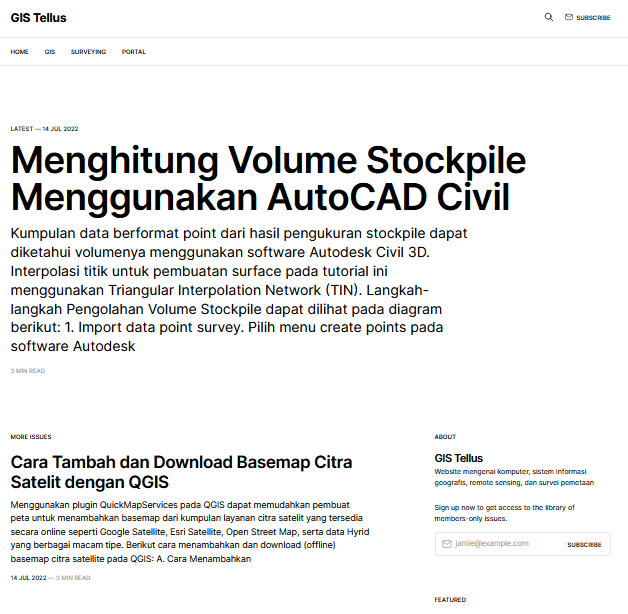 GIS Tellus
SUBSCRIBE
HOME GIS SURVEYING PORTAL
LATEST — 14 JUL 2022
Menghitung Volume Stockpile
Menggunakan AutoCAD Civil
Kumpulan data berformat point dari hasil pengukuran stockpile dapat
diketahui volumenya menggunakan software Autodesk Civil 3D.
Interpolasi titik untuk pembuatan surface pada tutorial ini
menggunakan Triangular Interpolation Network (TIN). Langkah-
langkah Pengolahan Volume Stockpile dapat dilihat pada diagram
berikut: 1. Import data point survey. Pilih menu create points pada
software Autodesk
3 MIN READ
MORE ISSUES
Cara Tambah dan Download Basemap Citra
Satelit dengan QGIS
Menggunakan plugin QuickMapServices pada QGIS dapat memudahkan pembuat
peta untuk menambahkan basemap dari kumpulan layanan citra satelit yang tersedia
secara online seperti Google Satellite, Esri Satellite, Open Street Map, serta data Hyrid
yang berbagai macam tipe. Berikut cara menambahkan dan download (offline)
basemap citra satellite pada QGIS: A. Cara Menambahkan
14 JUL 2022 — 3 MIN READ
ABOUT
GIS Tellus
Website mengenai komputer, sistem informasi
geografis, remote sensing, dan survei pemetaan
Sign up now to get access to the library of
members-only issues.
jamie@example.com SUBSCRIBE
FEATURED